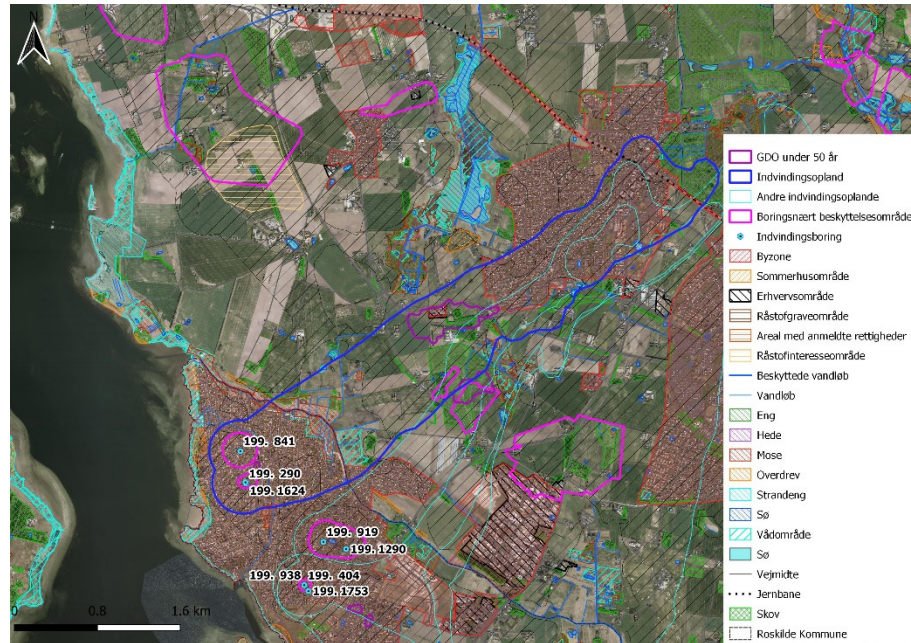 N
GDO under 50 år
Indvindingsopland
Andre indvindingsoplande
Boringsnært beskyttelsesområde
Indvindingsboring
Byzone
Sommerhusområde
Erhvervsområde
Råstofgraveområde
Areal med anmeldte rettigheder
Råstofinteresseområde
Beskyttede vandløb
Vandløb
Eng
Hede
Mose
Overdrev
Strandeng
Sø
Vådområde
Sø
Vejmidte
Jernbane
Skov
Roskilde Kommune
199. 841
199. 290
199. 1624
199. 919
199. 1290
199. 938 199. 404
199. 1753
0 0.8 1.6 km